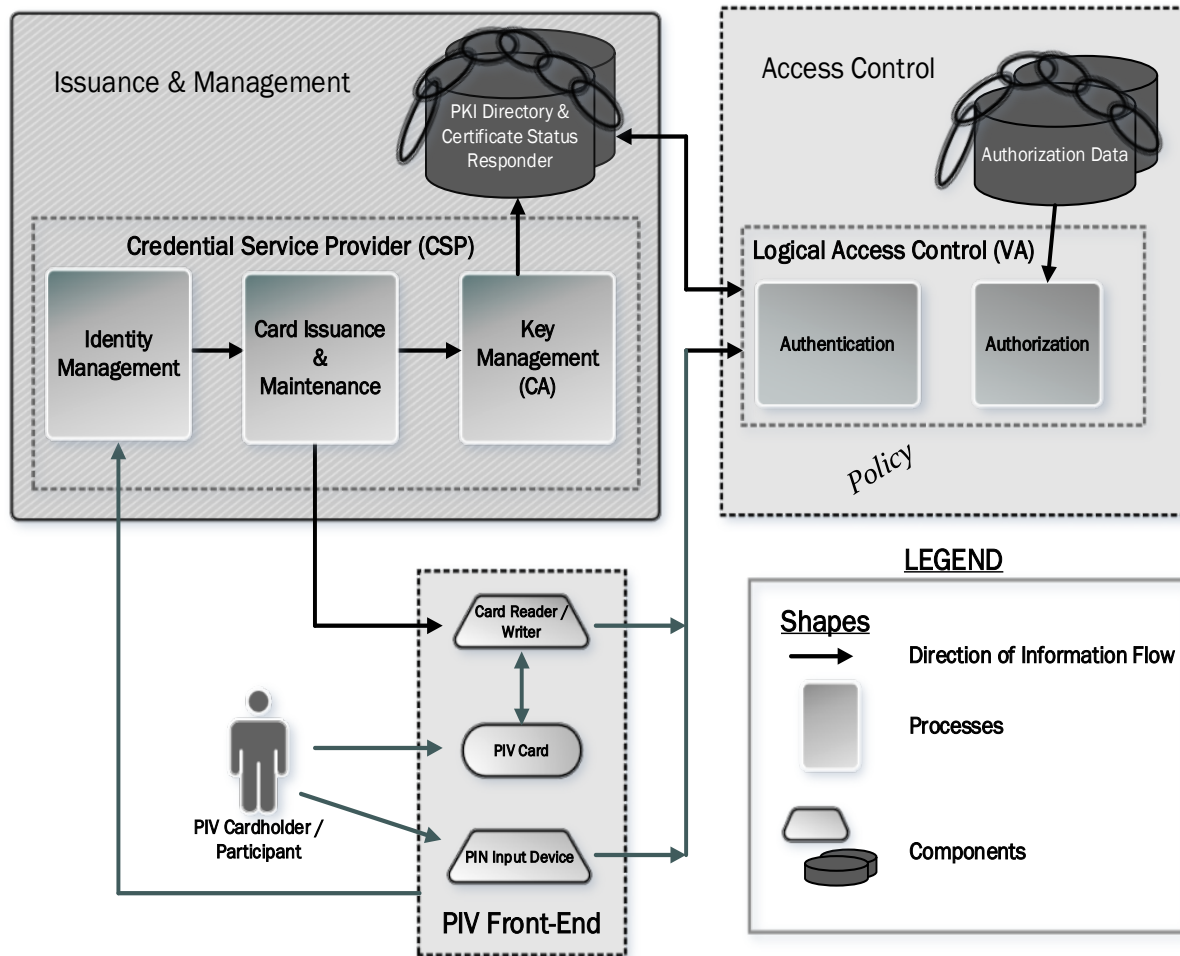 Issuance & Management
PKI Directory &
Certificate Status
Responder
Credential Service Provider (CSP)
Identity
Management
Card Issuance
&
Maintenance
Key
Management
(CA)
Access Control
Authorization Data
Logical Access Control (VA)
Authentication
Authorization
Policy
Card Reader /
Writer
PIV Card
PIN Input Device
PIV Front-End
PIV Cardholder /
Participant
LEGEND
Shapes
Direction of Information Flow
Processes
Components